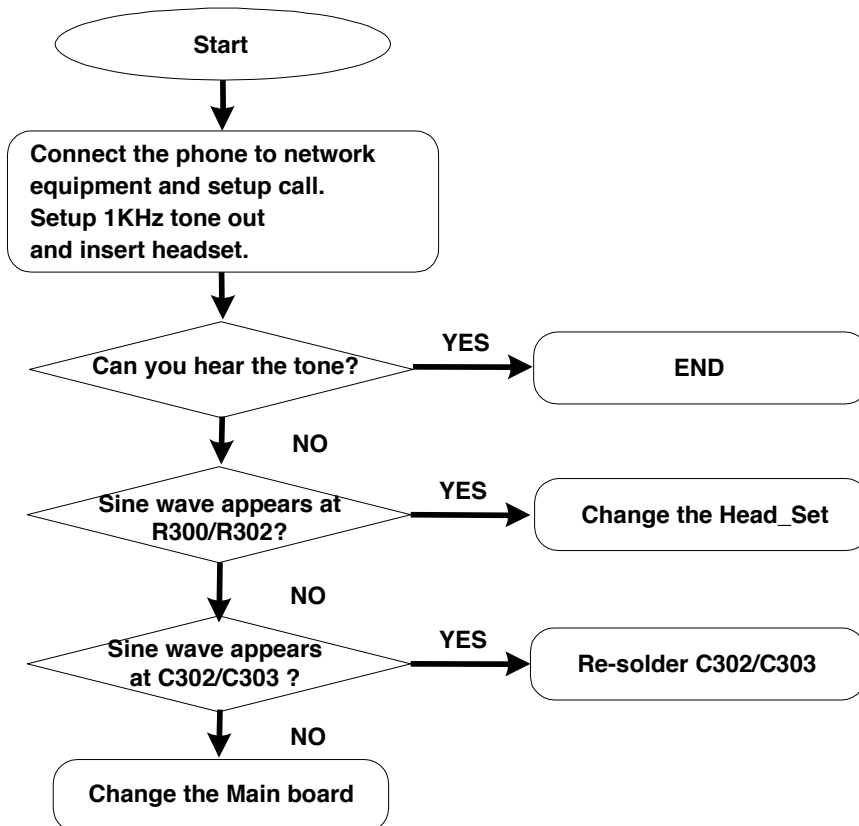 Start
Connect the phone to network
equipment and setup call.
Setup 1KHz tone out
and insert headset.
Can you hear the tone?
YES
END
NO
Sine wave appears at
R300/R302?
YES
Change the Head_Set
NO
Sine wave appears
at C302/C303 ?
YES
Re-solder C302/C303
NO
Change the Main board